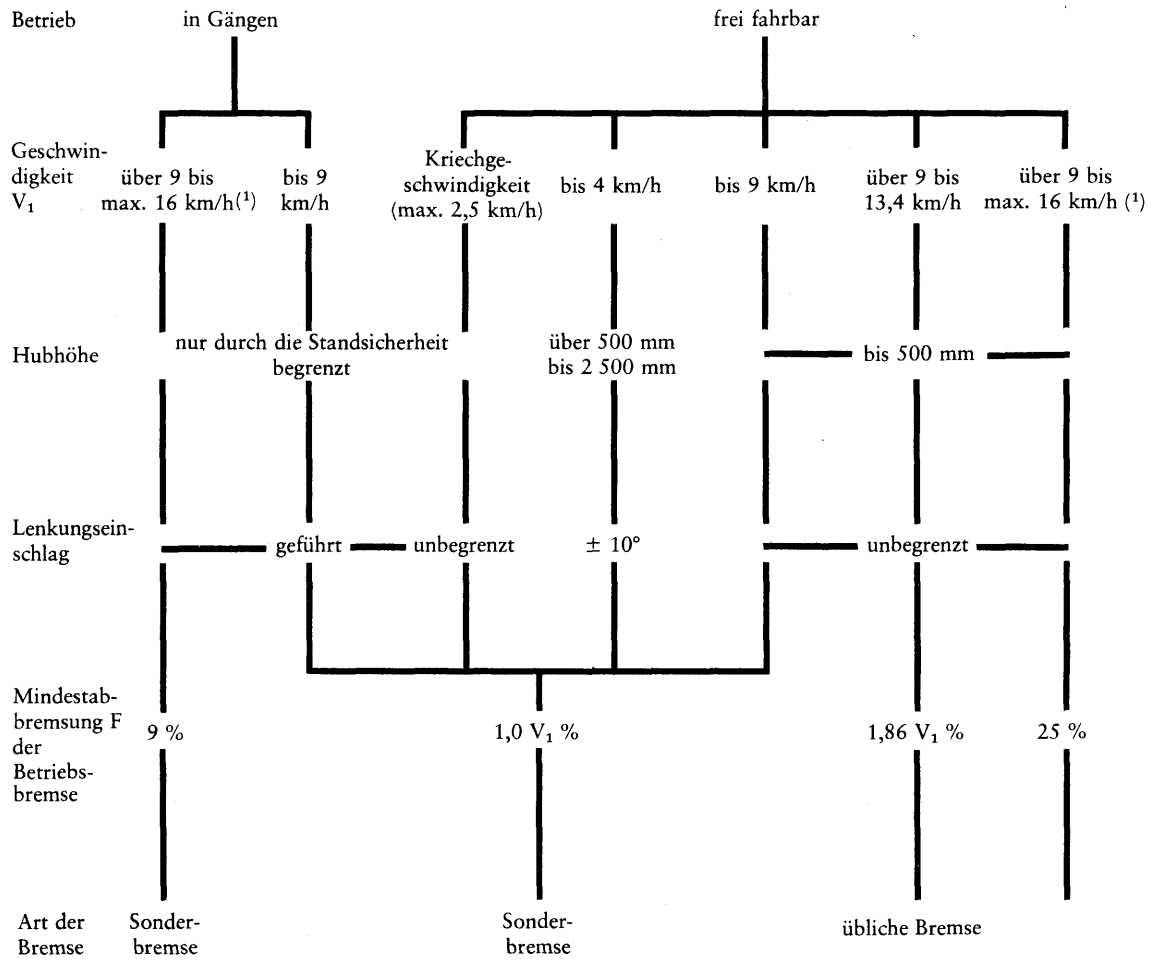 Betrieb in Gängen frei fahrbar
Geschwin-
digkeit
V₁
über 9 bis
max. 16 km/h(¹)
bis 9
km/h
Kriechge-
schwindigkeit
(max. 2,5 km/h)
bis 4 km/h
bis 9 km/h
über 9 bis
13,4 km/h
über 9 bis
max. 16 km/h (¹)
Hubhöhe
nur durch die Standsicherheit
begrenzt
über 500 mm
bis 2 500 mm
bis 500 mm
Lenkungsein-
schlag
geführt
unbegrenzt
± 10°
unbegrenzt
Mindestab-
bremsung F
der
Betriebs-
bremse
9 %
1,0 V₁ %
1,86 V₁ %
25 %
Art der
Bremse
Sonder-
bremse
Sonder-
bremse
übliche Bremse